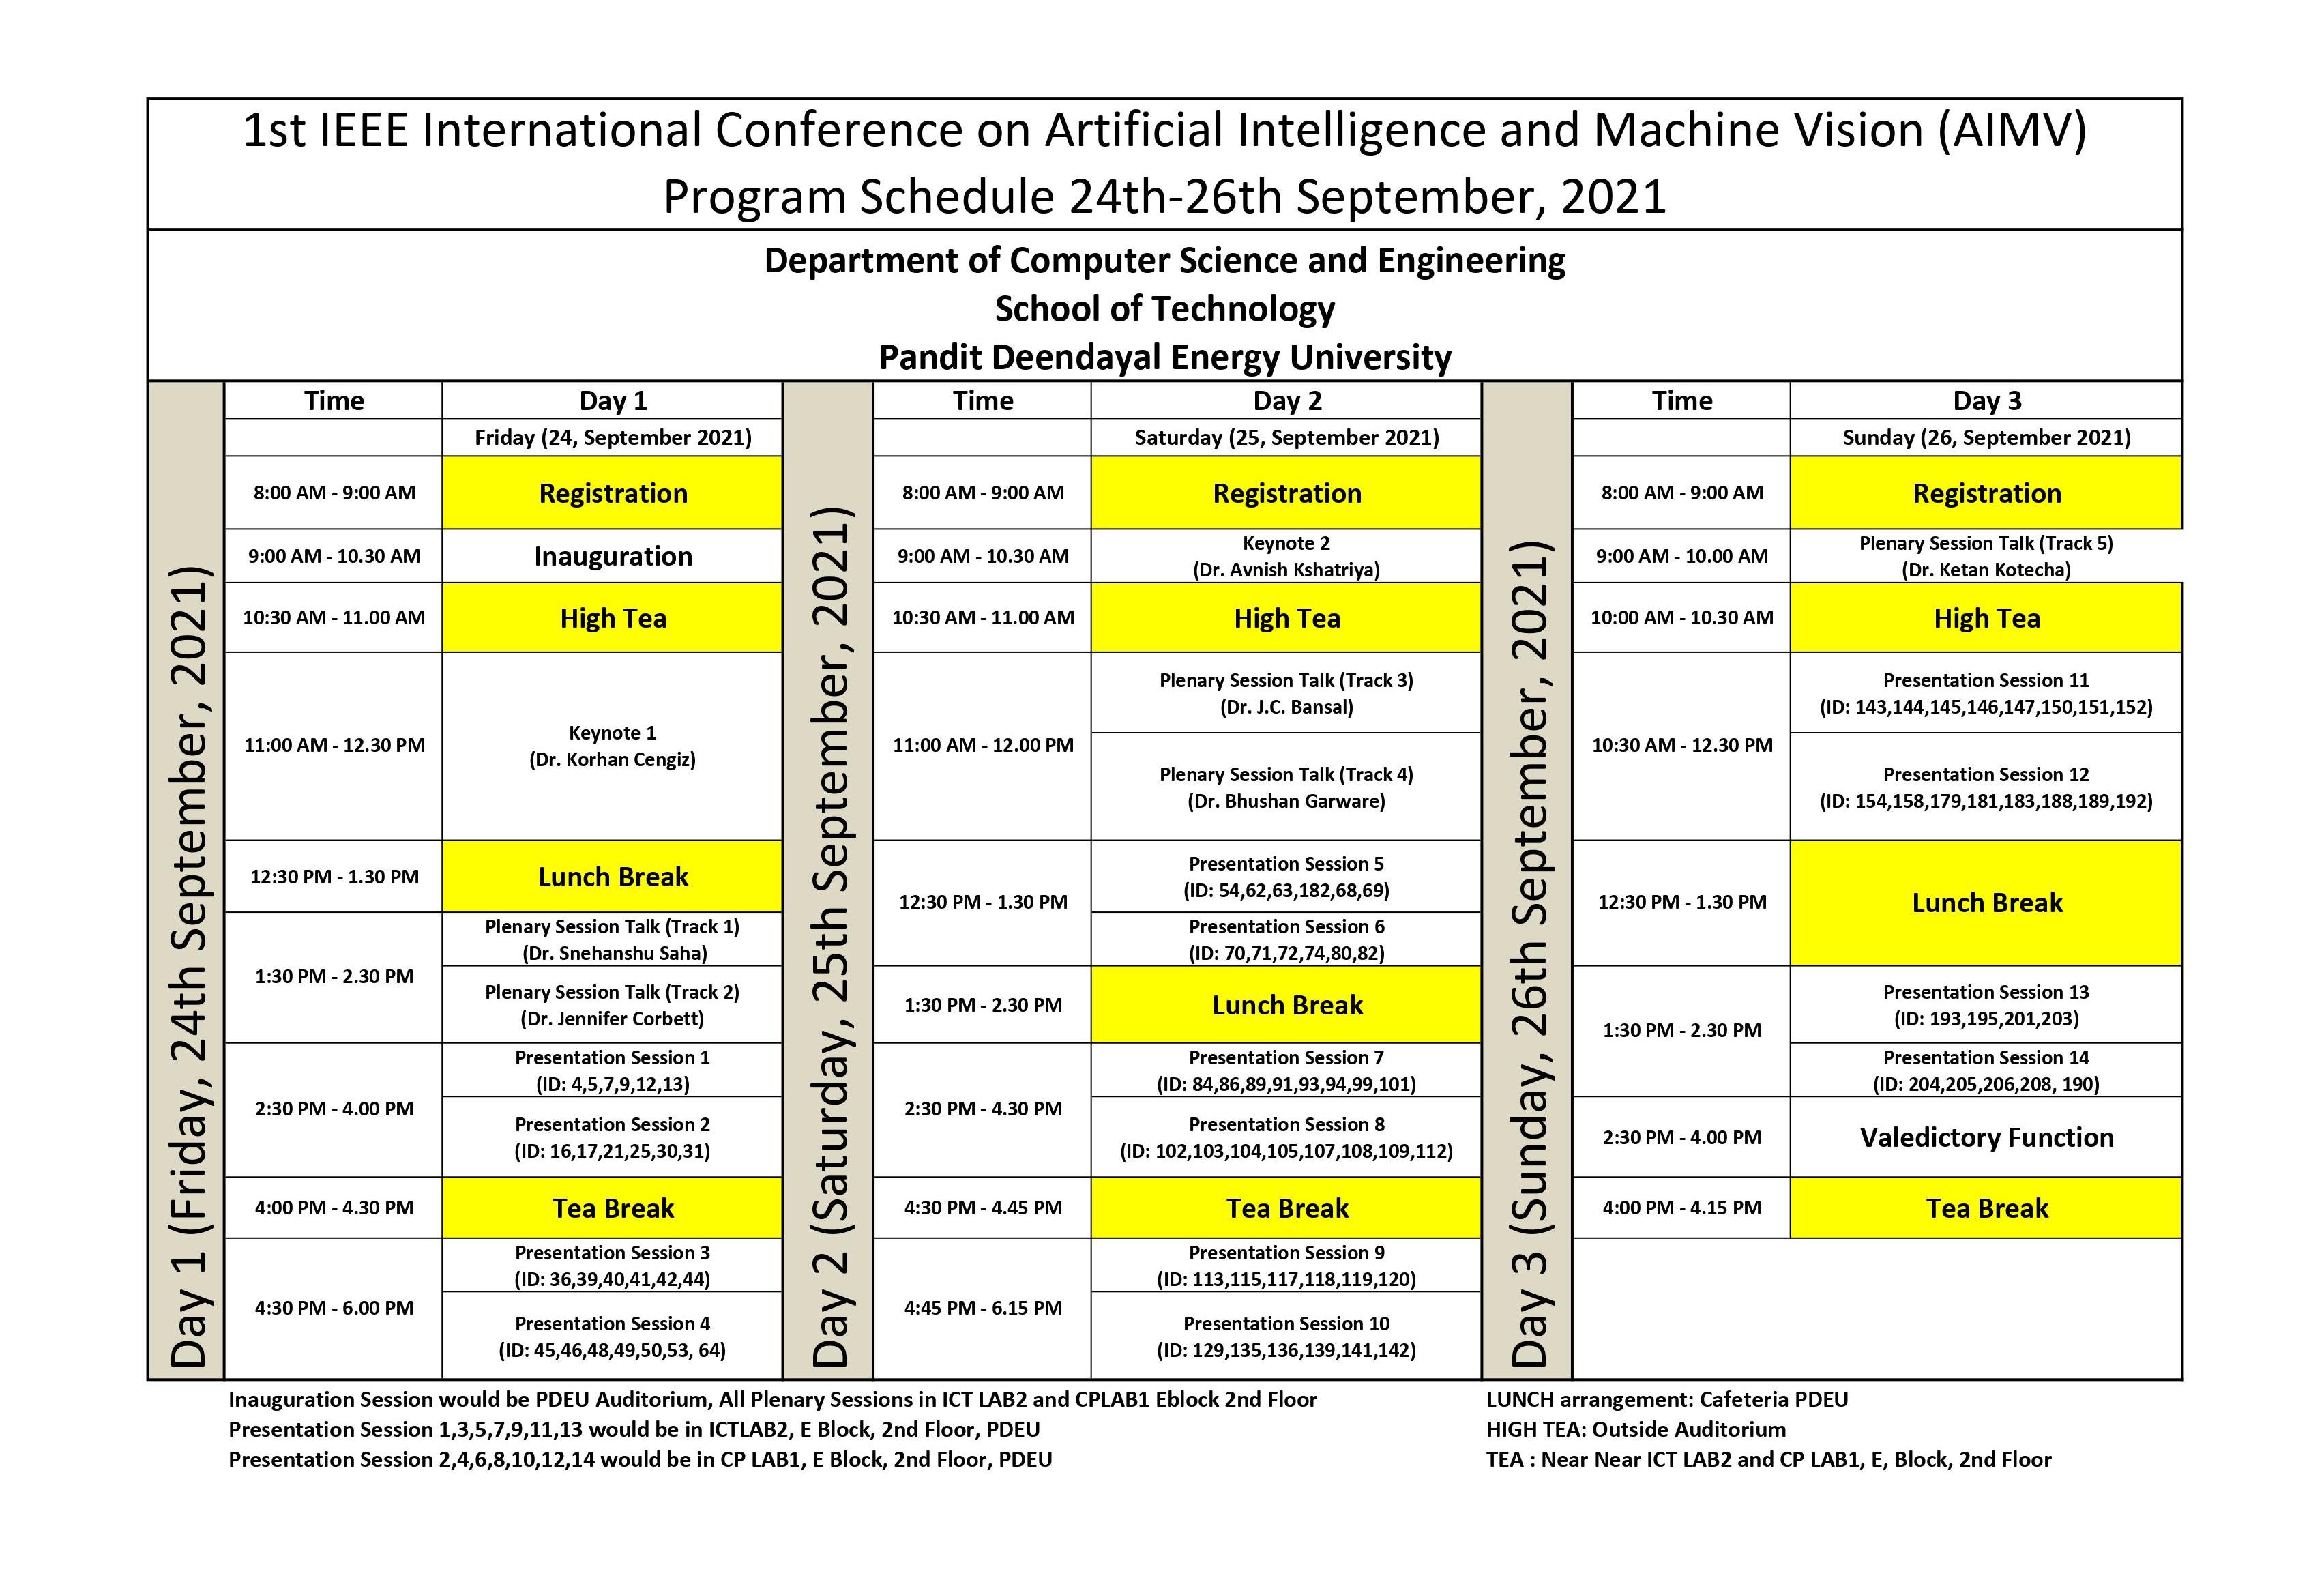 1st IEEE International Conference on Artificial Intelligence and Machine Vision (AIMV)
Program Schedule 24th-26th September, 2021
Department of Computer Science and Engineering
School of Technology
Pandit Deendayal Energy University
Day 1 (Friday, 24th September, 2021)
Time
Day 1
Friday (24, September 2021)
8:00 AM - 9:00 AM
Registration
9:00 AM - 10.30 AM
Inauguration
10:30 AM - 11.00 AM
High Tea
11:00 AM - 12.30 PM
Keynote 1
(Dr. Korhan Cengiz)
12:30 PM - 1.30 PM
Lunch Break
1:30 PM - 2.30 PM
Plenary Session Talk (Track 1)
(Dr. Snehanshu Saha)
Plenary Session Talk (Track 2)
(Dr. Jennifer Corbett)
2:30 PM - 4.00 PM
Presentation Session 1
(ID: 4,5,7,9,12,13)
Presentation Session 2
(ID: 16,17,21,25,30,31)
4:00 PM - 4.30 PM
Tea Break
4:30 PM - 6.00 PM
Presentation Session 3
(ID: 36,39,40,41,42,44)
Presentation Session 4
(ID: 45,46,48,49,50,53, 64)
Day 2 (Saturday, 25th September, 2021)
Time
Day 2
Saturday (25, September 2021)
8:00 AM - 9:00 AM
Registration
9:00 AM - 10.30 AM
Keynote 2
(Dr. Avnish Kshatriya)
10:30 AM - 11.00 AM
High Tea
11:00 AM - 12.00 PM
Plenary Session Talk (Track 3)
(Dr. J.C. Bansal)
Plenary Session Talk (Track 4)
(Dr. Bhushan Garware)
12:30 PM - 1.30 PM
Presentation Session 5
(ID: 54,62,63,182,68,69)
Presentation Session 6
(ID: 70,71,72,74,80,82)
1:30 PM - 2.30 PM
Lunch Break
2:30 PM - 4.30 PM
Presentation Session 7
(ID: 84,86,89,91,93,94,99,101)
Presentation Session 8
(ID: 102,103,104,105,107,108,109,112)
4:30 PM - 4.45 PM
Tea Break
4:45 PM - 6.15 PM
Presentation Session 9
(ID: 113,115,117,118,119,120)
Presentation Session 10
(ID: 129,135,136,139,141,142)
Day 3 (Sunday, 26th September, 2021)
Time
Day 3
Sunday (26, September 2021)
8:00 AM - 9:00 AM
Registration
9:00 AM - 10.00 AM
Plenary Session Talk (Track 5)
(Dr. Ketan Kotecha)
10:00 AM - 10.30 AM
High Tea
10:30 AM - 12.30 PM
Presentation Session 11
(ID: 143,144,145,146,147,150,151,152)
Presentation Session 12
(ID: 154,158,179,181,183,188,189,192)
12:30 PM - 1.30 PM
Lunch Break
1:30 PM - 2.30 PM
Presentation Session 13
(ID: 193,195,201,203)
Presentation Session 14
(ID: 204,205,206,208, 190)
2:30 PM - 4.00 PM
Valedictory Function
4:00 PM - 4.15 PM
Tea Break
Inauguration Session would be PDEU Auditorium, All Plenary Sessions in ICT LAB2 and CPLAB1 Eblock 2nd Floor
Presentation Session 1,3,5,7,9,11,13 would be in ICTLAB2, E Block, 2nd Floor, PDEU
Presentation Session 2,4,6,8,10,12,14 would be in CP LAB1, E Block, 2nd Floor, PDEU
LUNCH arrangement: Cafeteria PDEU
HIGH TEA: Outside Auditorium
TEA : Near Near ICT LAB2 and CP LAB1, E, Block, 2nd Floor